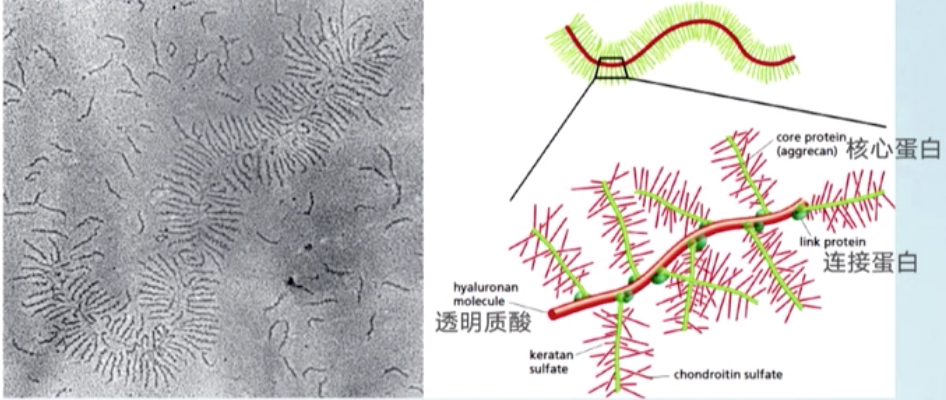 core protein
(aggrecan)
核心蛋白
link protein
连接蛋白
hyaluronan
molecule
透明质酸
keratan
sulfate
chondroitin sulfate